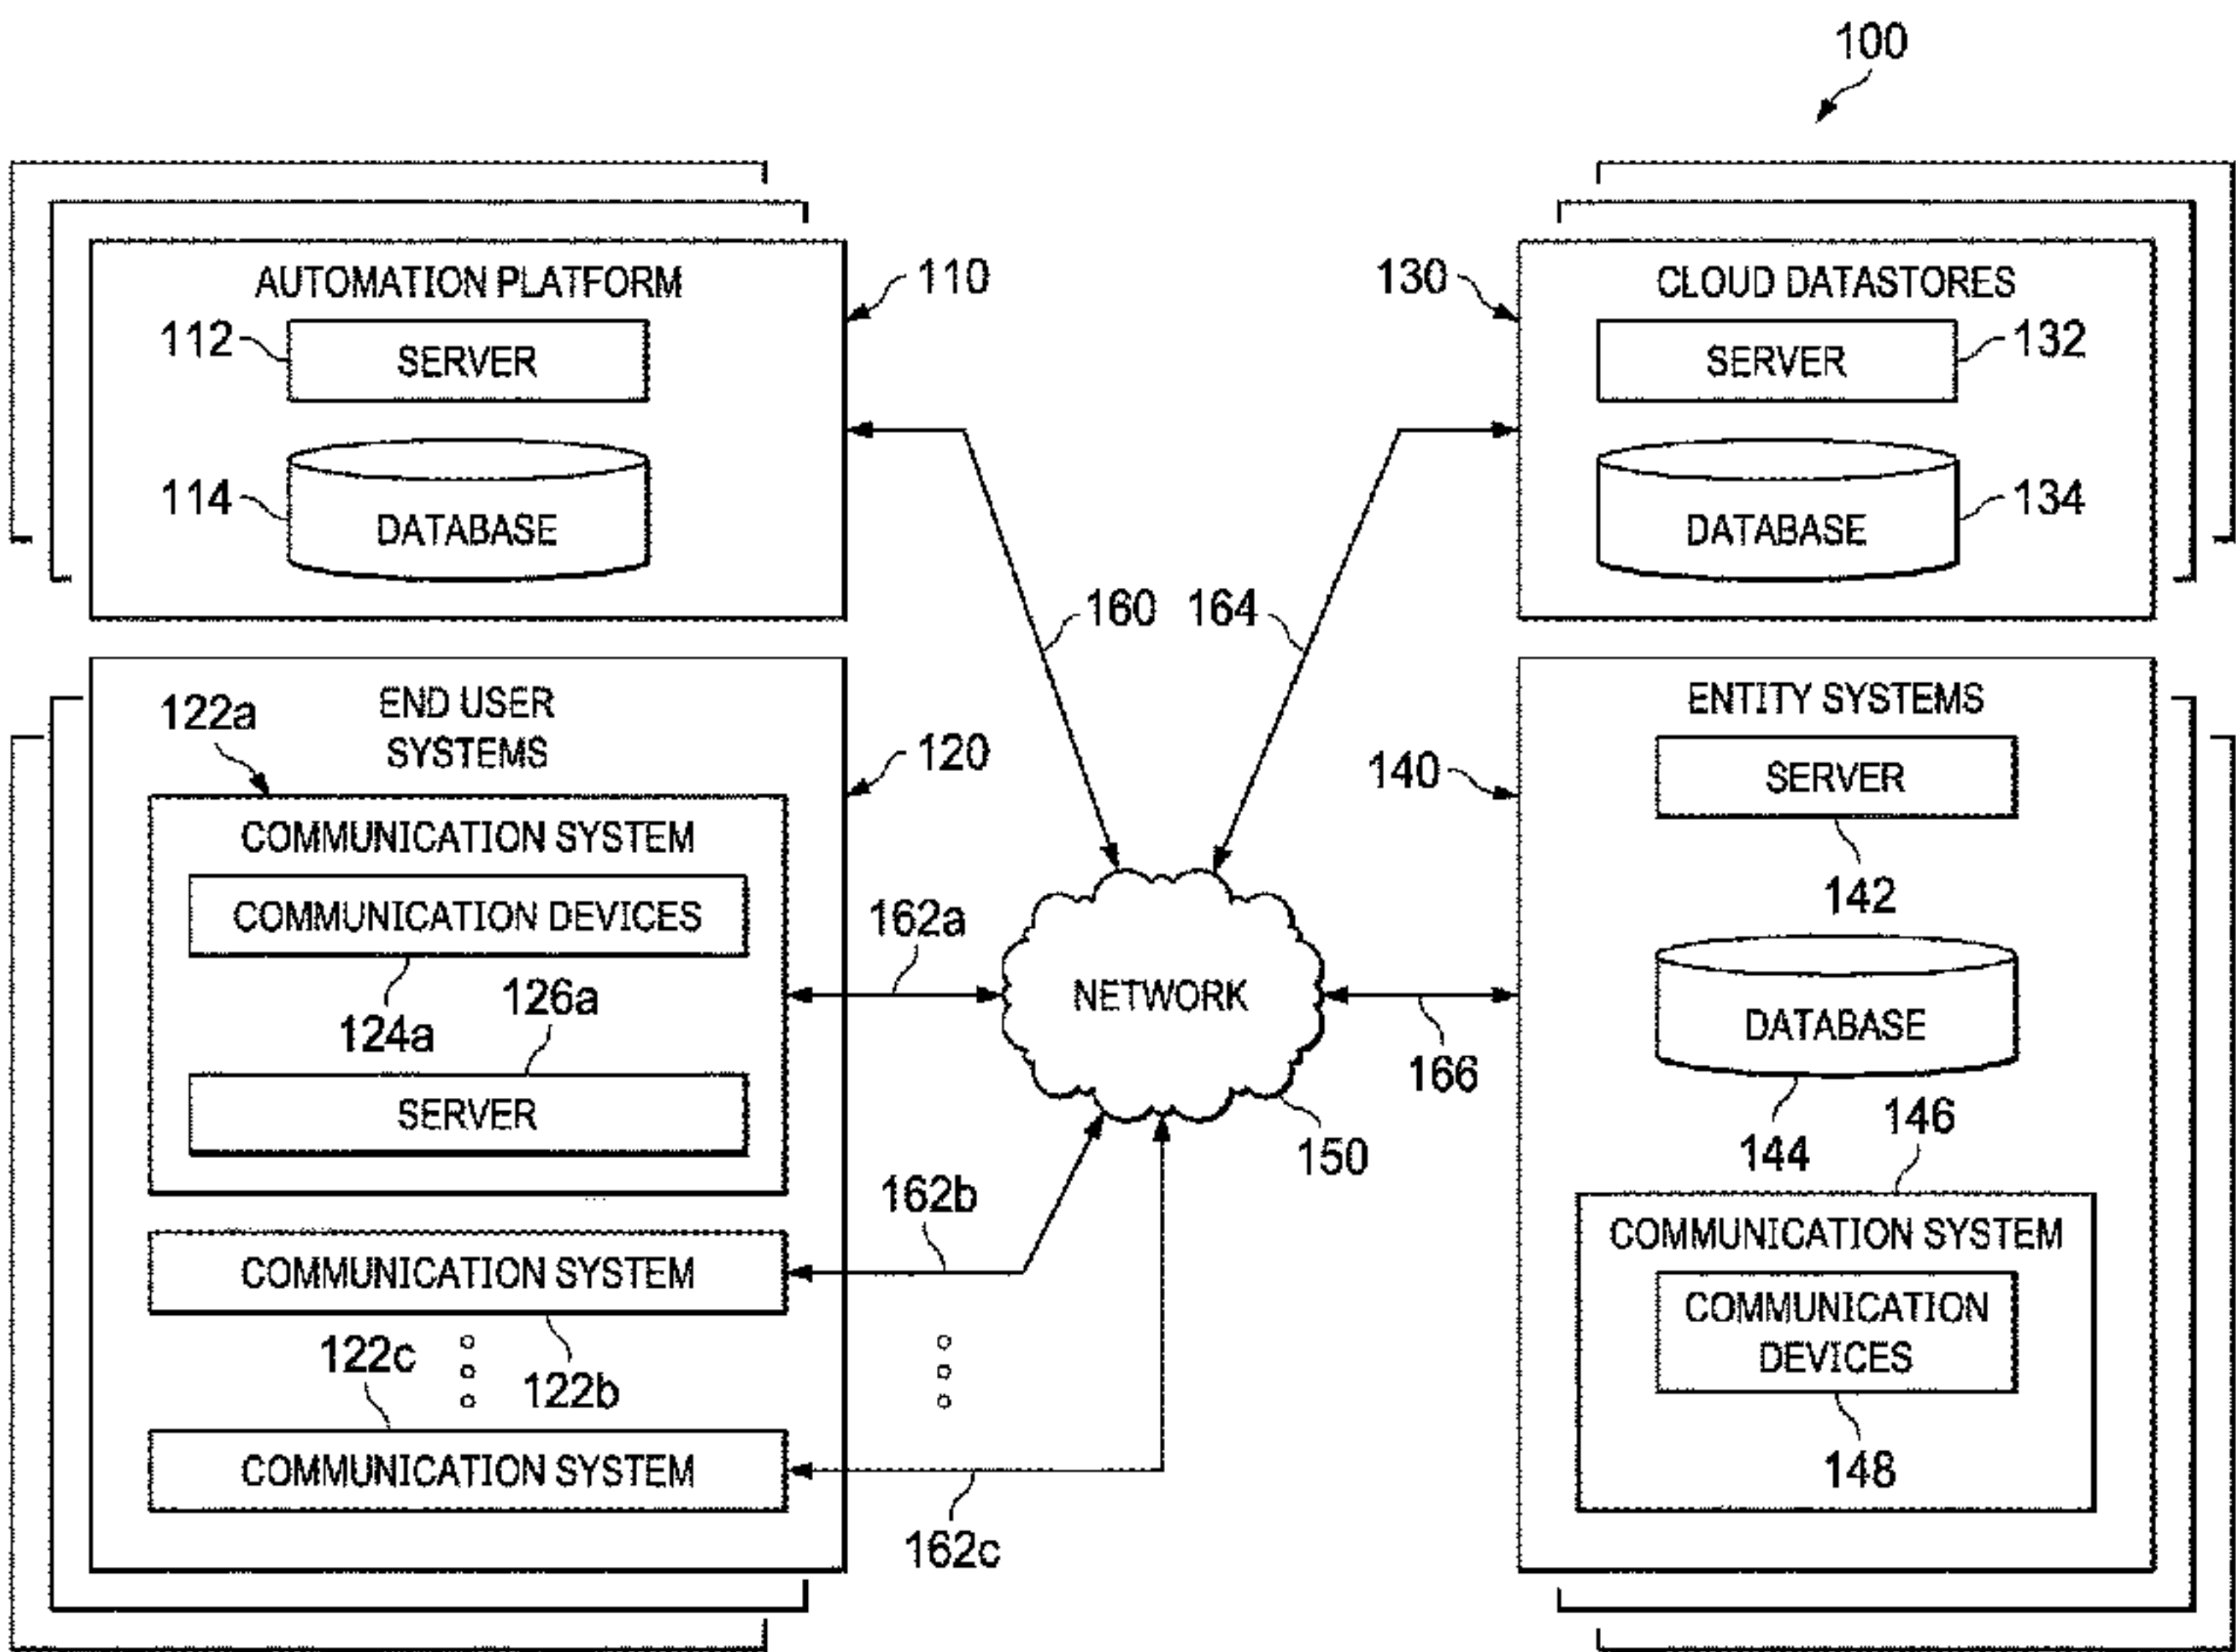 100
AUTOMATION PLATFORM
110
112
SERVER
114
DATABASE
130
CLOUD DATASTORES
SERVER
132
DATABASE
134
160
164
END USER
SYSTEMS
120
122a
COMMUNICATION SYSTEM
COMMUNICATION DEVICES
124a
126a
SERVER
COMMUNICATION SYSTEM
122b
122c
COMMUNICATION SYSTEM
162a
162b
162c
NETWORK
150
166
140
ENTITY SYSTEMS
SERVER
142
DATABASE
144
146
COMMUNICATION SYSTEM
COMMUNICATION
DEVICES
148